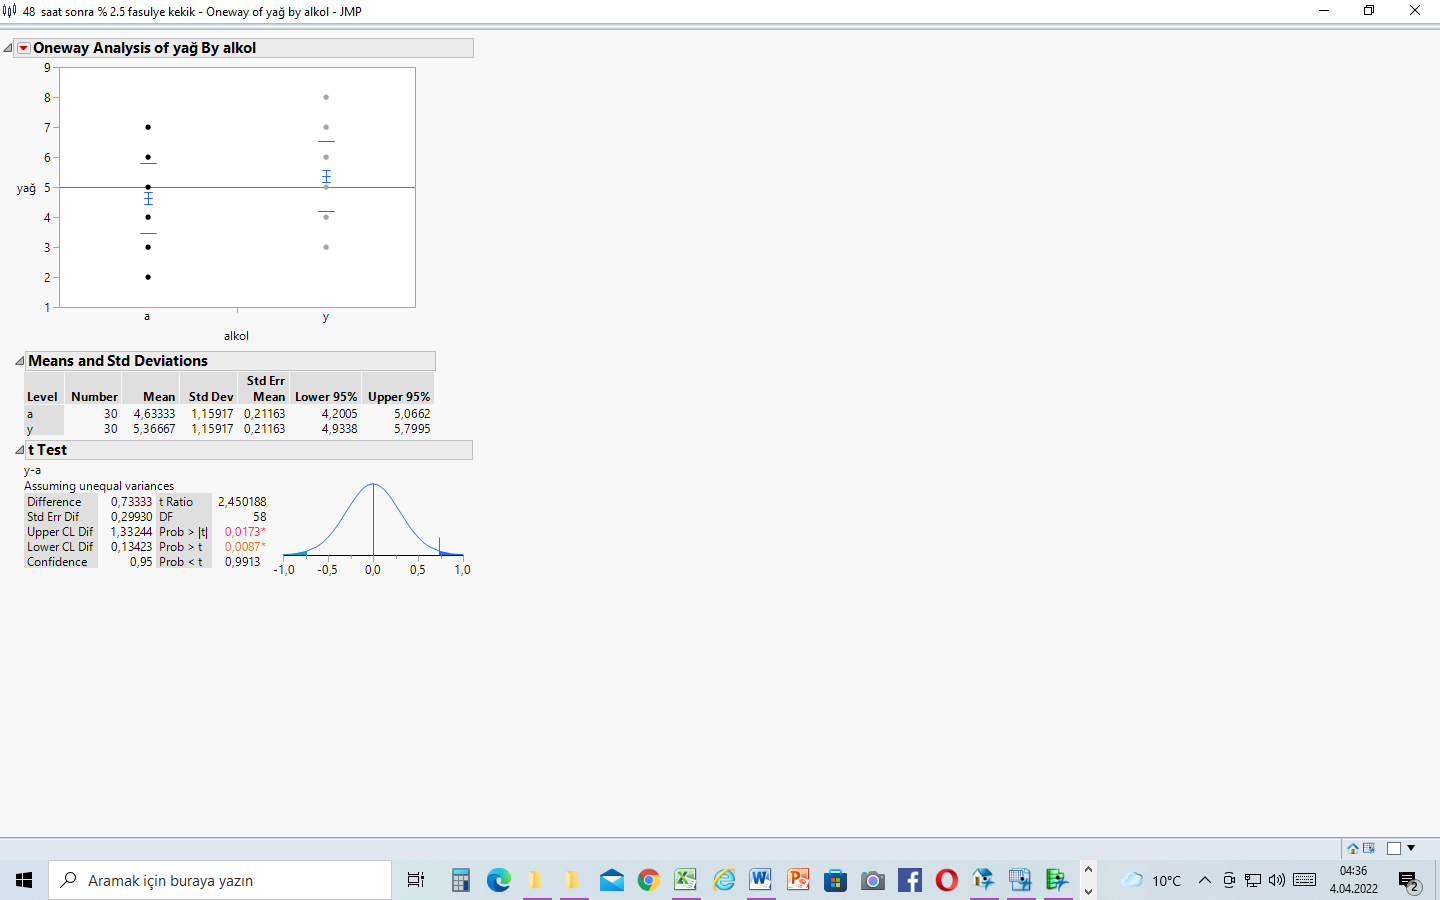 48 saat sonra % 2.5 fasulye kekik - Oneway of yağ by alkol - JMP
Oneway Analysis of yağ By alkol
9
8
7
6
yağ 5
4
3
2
1
a y
alkol
Means and Std Deviations
Level Number Mean Std Dev Std Err Mean Lower 95% Upper 95%
a 30 4,63333 1,15917 0,21163 4,2005 5,0662
y 30 5,36667 1,15917 0,21163 4,9338 5,7995
t Test
y-a
Assuming unequal variances
Difference 0,73333 t Ratio 2,450188
Std Err Dif 0,29930 DF 58
Upper CL Dif 1,33244 Prob > |t| 0,0173*
Lower CL Dif 0,13423 Prob > t 0,0087*
Confidence 0,95 Prob < t 0,9913
-1,0 -0,5 0,0 0,5 1,0
Aramak için buraya yazın
10°C
04:36
4.04.2022
2